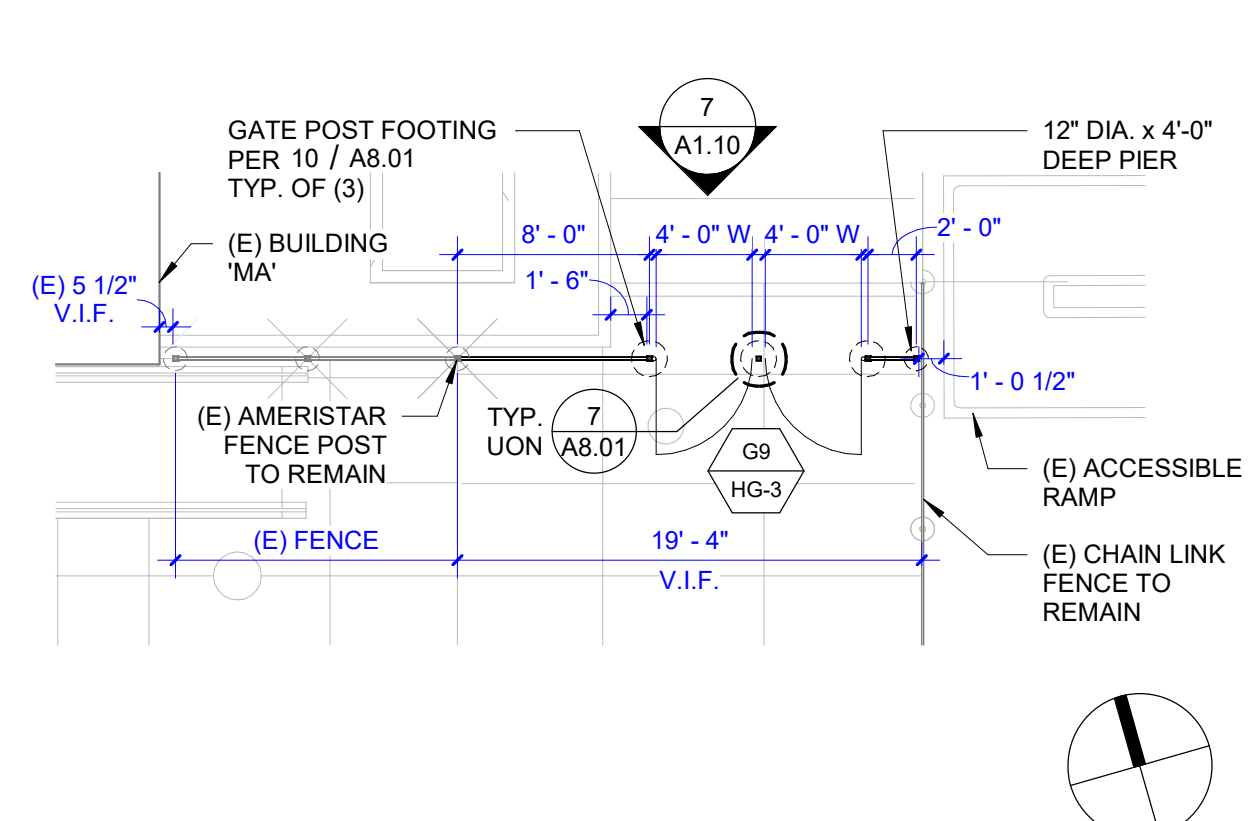 7
A1.10
GATE POST FOOTING
PER 10 / A8.01
TYP. OF (3)
12" DIA. x 4'-0"
DEEP PIER
(E) BUILDING
'MA'
8' - 0"
4' - 0" W
4' - 0" W
2' - 0"
1' - 6"
(E) 5 1/2"
V.I.F.
1' - 0 1/2"
(E) AMERISTAR
FENCE POST
TO REMAIN
TYP.
UON
7
A8.01
G9
HG-3
(E) ACCESSIBLE
RAMP
(E) FENCE
19' - 4"
V.I.F.
(E) CHAIN LINK
FENCE TO
REMAIN